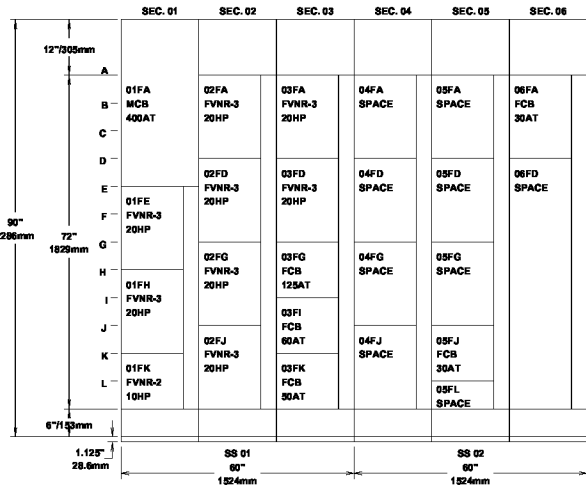 SEC. 01 SEC. 02 SEC. 03 SEC. 04 SEC. 05 SEC. 06
12"/305mm
A
B
C
D
E
F
G
H
I
J
K
L
90"
2286mm
72"
1829mm
6"/153mm
1.125"
28.6mm
01FA
MCB
400AT
01FE
FVNR-3
20HP
01FH
FVNR-3
20HP
01FK
FVNR-2
10HP
02FA
FVNR-3
20HP
02FD
FVNR-3
20HP
02FG
FVNR-3
20HP
02FJ
FVNR-3
20HP
03FA
FVNR-3
20HP
03FD
FVNR-3
20HP
03FG
FCB
125AT
03FI
FCB
60AT
03FK
FCB
50AT
04FA
SPACE
04FD
SPACE
04FG
SPACE
04FJ
SPACE
05FA
SPACE
05FD
SPACE
05FG
SPACE
05FJ
FCB
30AT
05FL
SPACE
06FA
FCB
30AT
06FD
SPACE
SS 01
60"
1524mm
SS 02
60"
1524mm